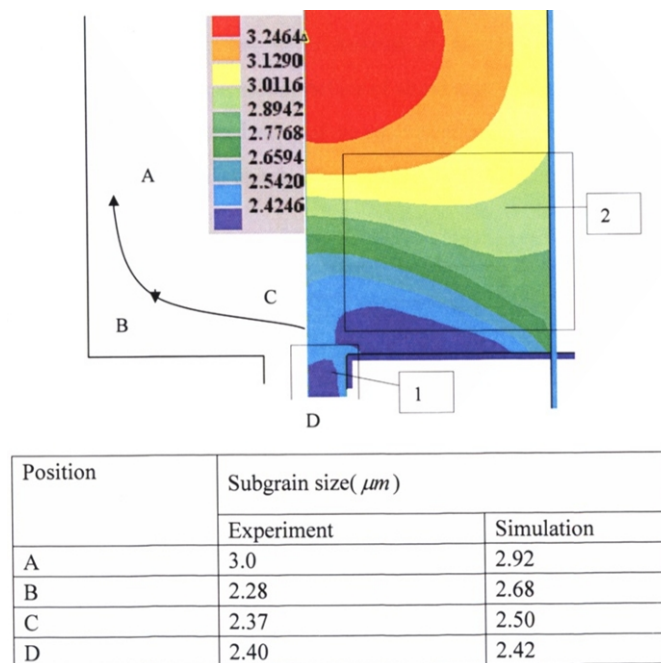 3.2464
3.1290
3.0116
2.8942
2.7768
2.6594
2.5420
2.4246
A
2
C
B
1
D
Position Subgrain size( μm )
Experiment Simulation
A 3.0 2.92
B 2.28 2.68
C 2.37 2.50
D 2.40 2.42